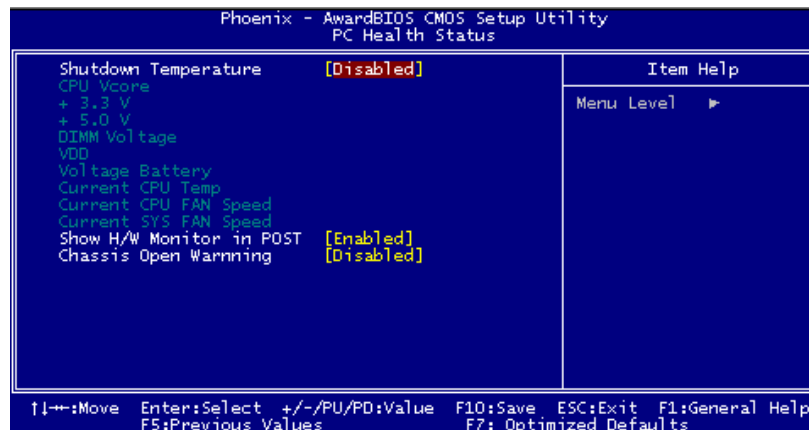 Phoenix - AwardBIOS CMOS Setup Utility
PC Health Status
Shutdown Temperature [Disabled]
CPU Vcore
+ 3.3 V
+ 5.0 V
DIMM Voltage
VDD
Voltage Battery
Current CPU Temp
Current CPU FAN Speed
Current SYS FAN Speed
Show H/W Monitor in POST [Enabled]
Chassis Open Warnning [Disabled]
Item Help
Menu Level ►
↑↓→←:Move Enter:Select +/-/PU/PD:Value F10:Save ESC:Exit F1:General Help
F5:Previous Values F7: Optimized Defaults